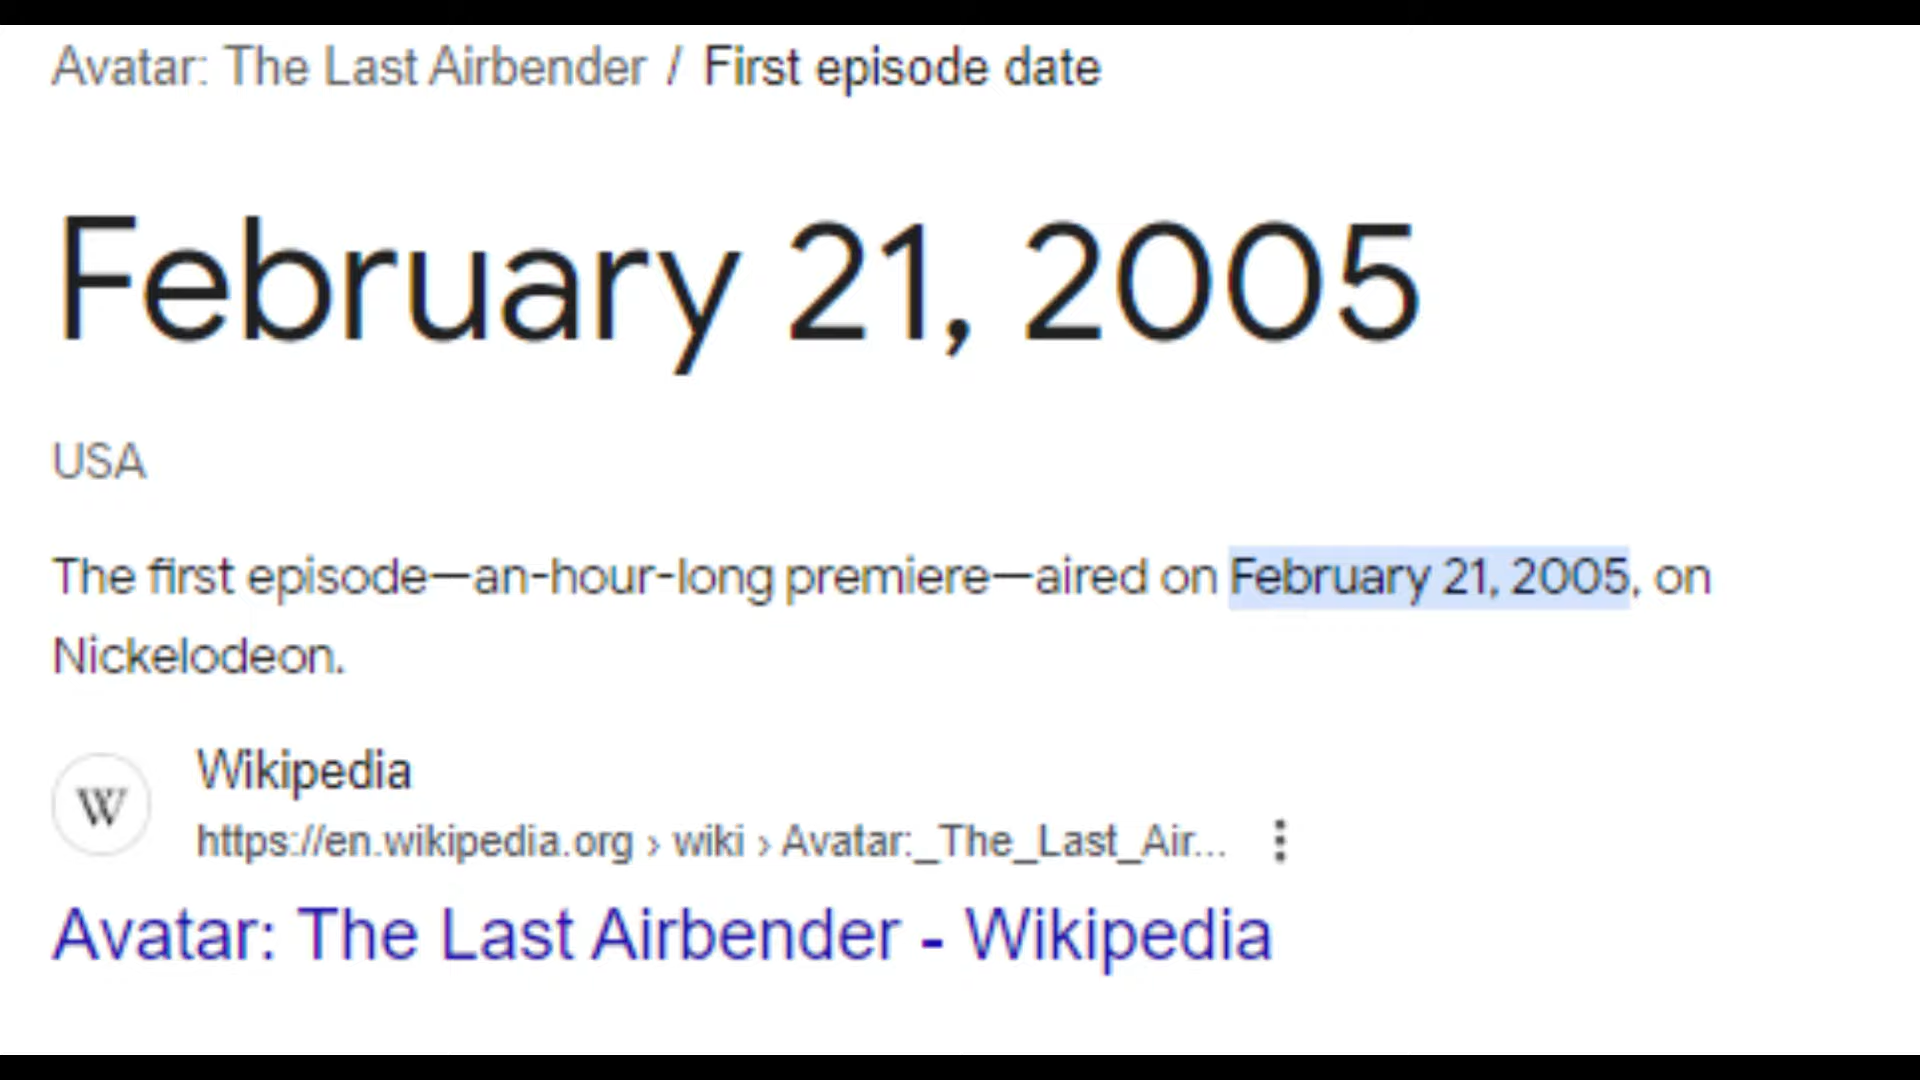 Avatar: The Last Airbender / First episode date
February 21, 2005
USA
The first episode—an-hour-long premiere—aired on February 21, 2005, on
Nickelodeon.
W
Wikipedia
https://en.wikipedia.org › wiki › Avatar:_The_Last_Air...
Avatar: The Last Airbender - Wikipedia